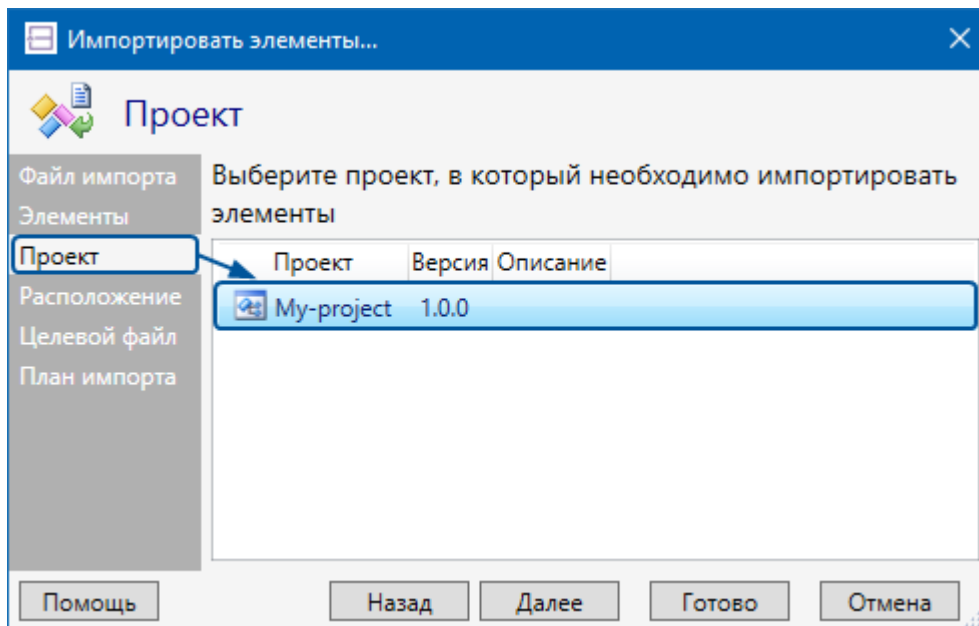 Импортировать элементы...
Проект
Файл импорта
Элементы
Проект
Расположение
Целевой файл
План импорта
Выберите проект, в который необходимо импортировать
элементы
Проект Версия Описание
My-project 1.0.0
Помощь Назад Далее Готово Отмена